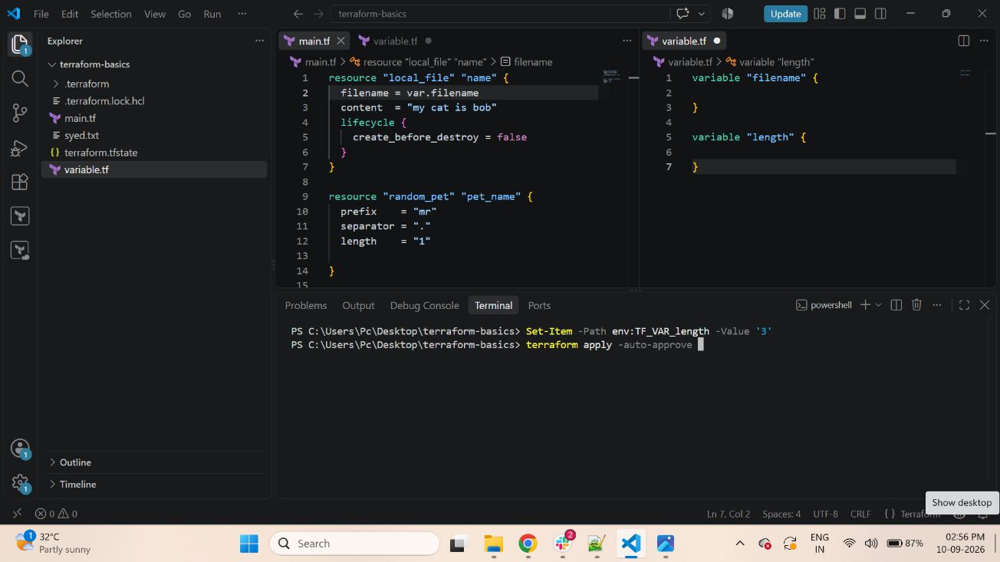 File Edit Selection View Go Run ···
terraform-basics
Update
Explorer
terraform-basics
.terraform
.terraform.lock.hcl
main.tf
syed.txt
{} terraform.tfstate
variable.tf
Outline
Timeline
1
1
1
main.tf
variable.tf
main.tf > resource "local_file" "name" > filename
1 resource "local_file" "name" {
2 filename = var.filename
3 content  = "my cat is bob"
4 lifecycle {
5 create_before_destroy = false
6 }
7 }
8
9 resource "random_pet" "pet_name" {
10 prefix    = "mr"
11 separator = "."
12 length    = "1"
13
14 }
15
variable.tf
variable.tf > variable "length"
1 variable "filename" {
2
3 }
4
5 variable "length" {
6
7 }
Problems Output Debug Console Terminal Ports
powershell
PS C:\Users\Pc\Desktop\terraform-basics> Set-Item -Path env:TF_VAR_length -Value '3'
PS C:\Users\Pc\Desktop\terraform-basics> terraform apply -auto-approve
Show desktop
0 0
Ln 7, Col 2 Spaces: 4 UTF-8 CRLF {} Terraform
1
32°C
Partly sunny
Search
2
ENG
IN
87%
02:56 PM
10-09-2026